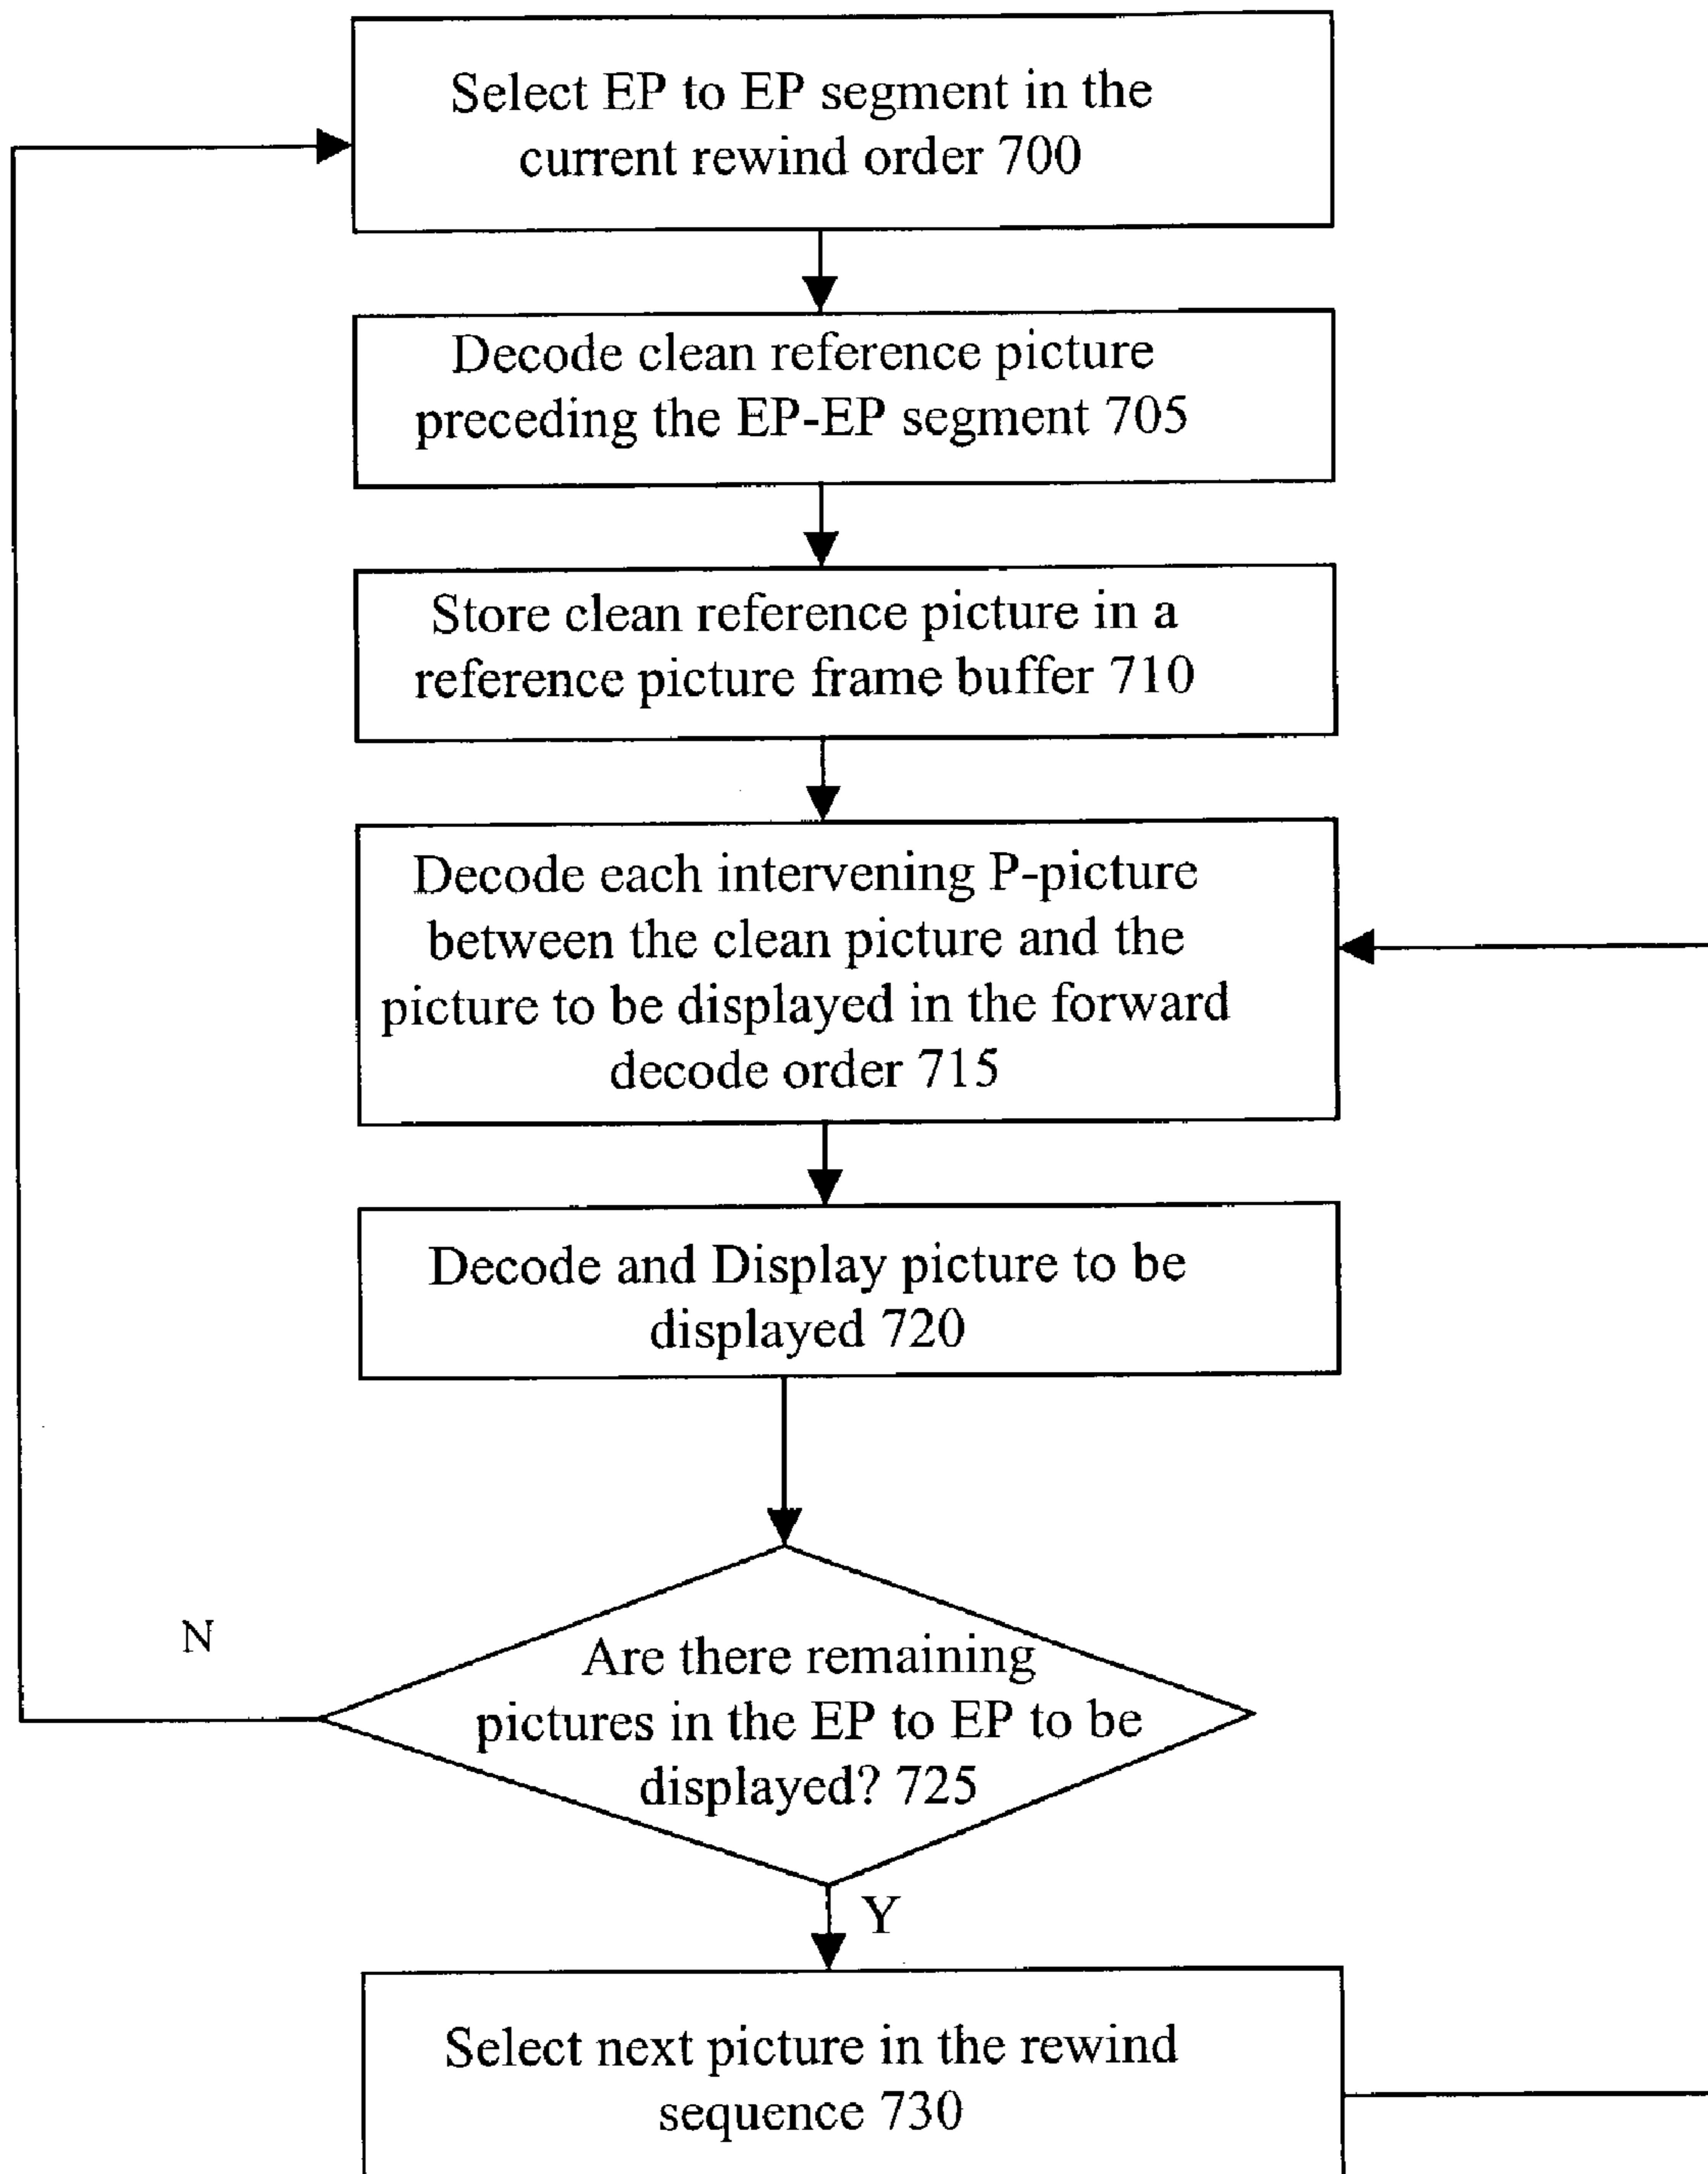 Select EP to EP segment in the
current rewind order 700
Decode clean reference picture
preceding the EP-EP segment 705
Store clean reference picture in a
reference picture frame buffer 710
Decode each intervening P-picture
between the clean picture and the
picture to be displayed in the forward
decode order 715
Decode and Display picture to be
displayed 720
N
Are there remaining
pictures in the EP to EP to be
displayed? 725
Y
Select next picture in the rewind
sequence 730